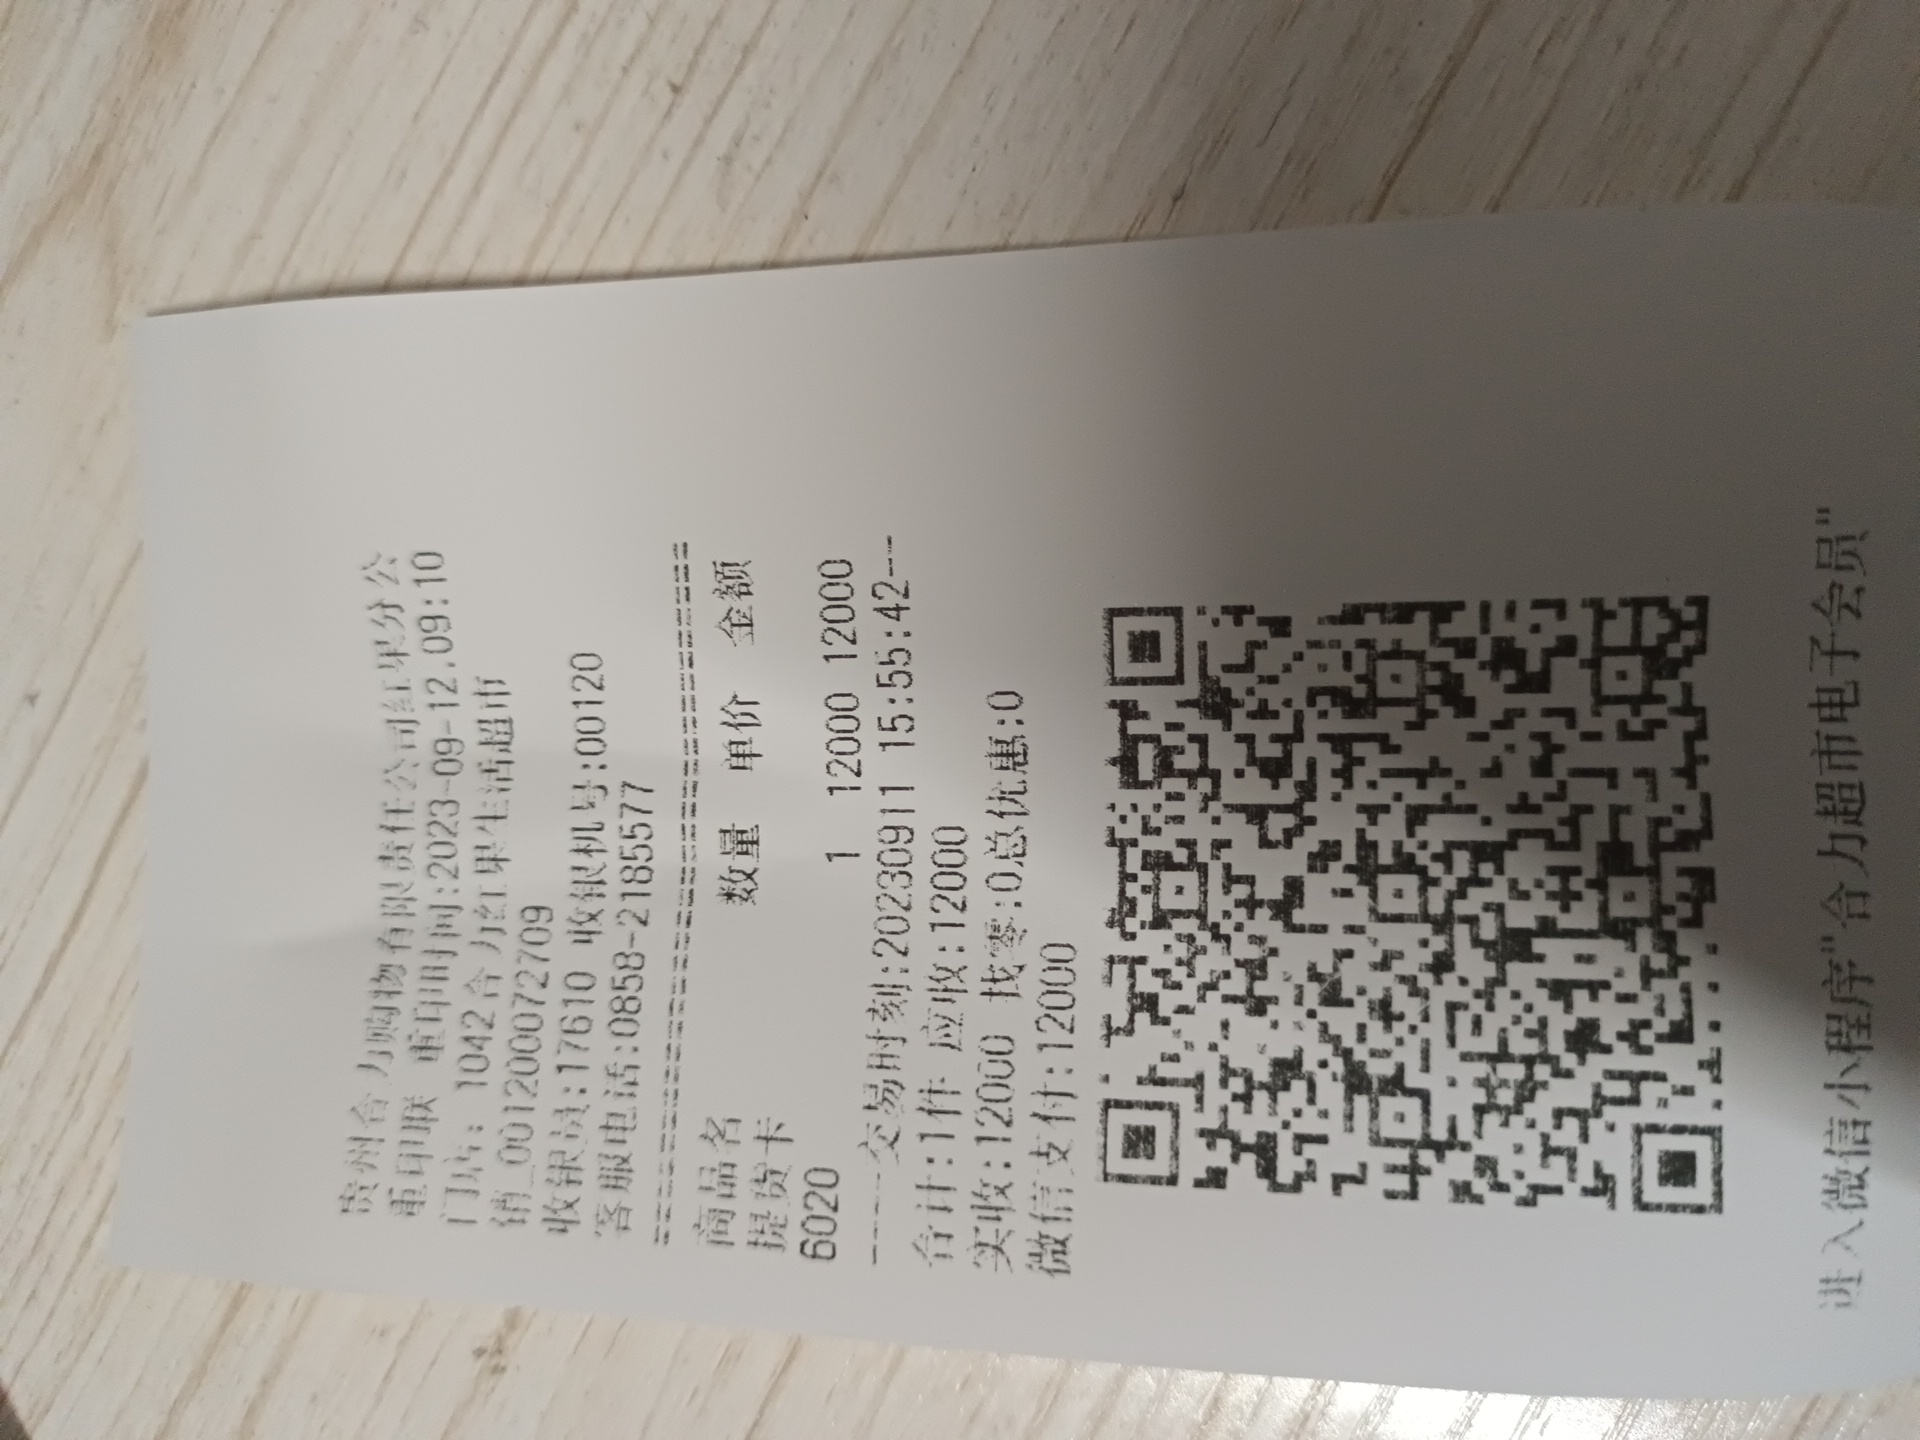 贵州合力购物有限责任公司红果分公
重印联 重印时间:2023-09-12.09:10
门店: 1042合力红果生活超市
销_0012000072709
收银员:17610 收银机号:00120
客服电话:0858-2185577
商品名 数量 单价 金额
提货卡
6020 1 12000 12000
----交易时刻:20230911 15:55:42--
合计:1件 应收:12000
实收:12000 找零:0总优惠:0
微信支付:12000
进入微信小程序"合力超市电子会员"